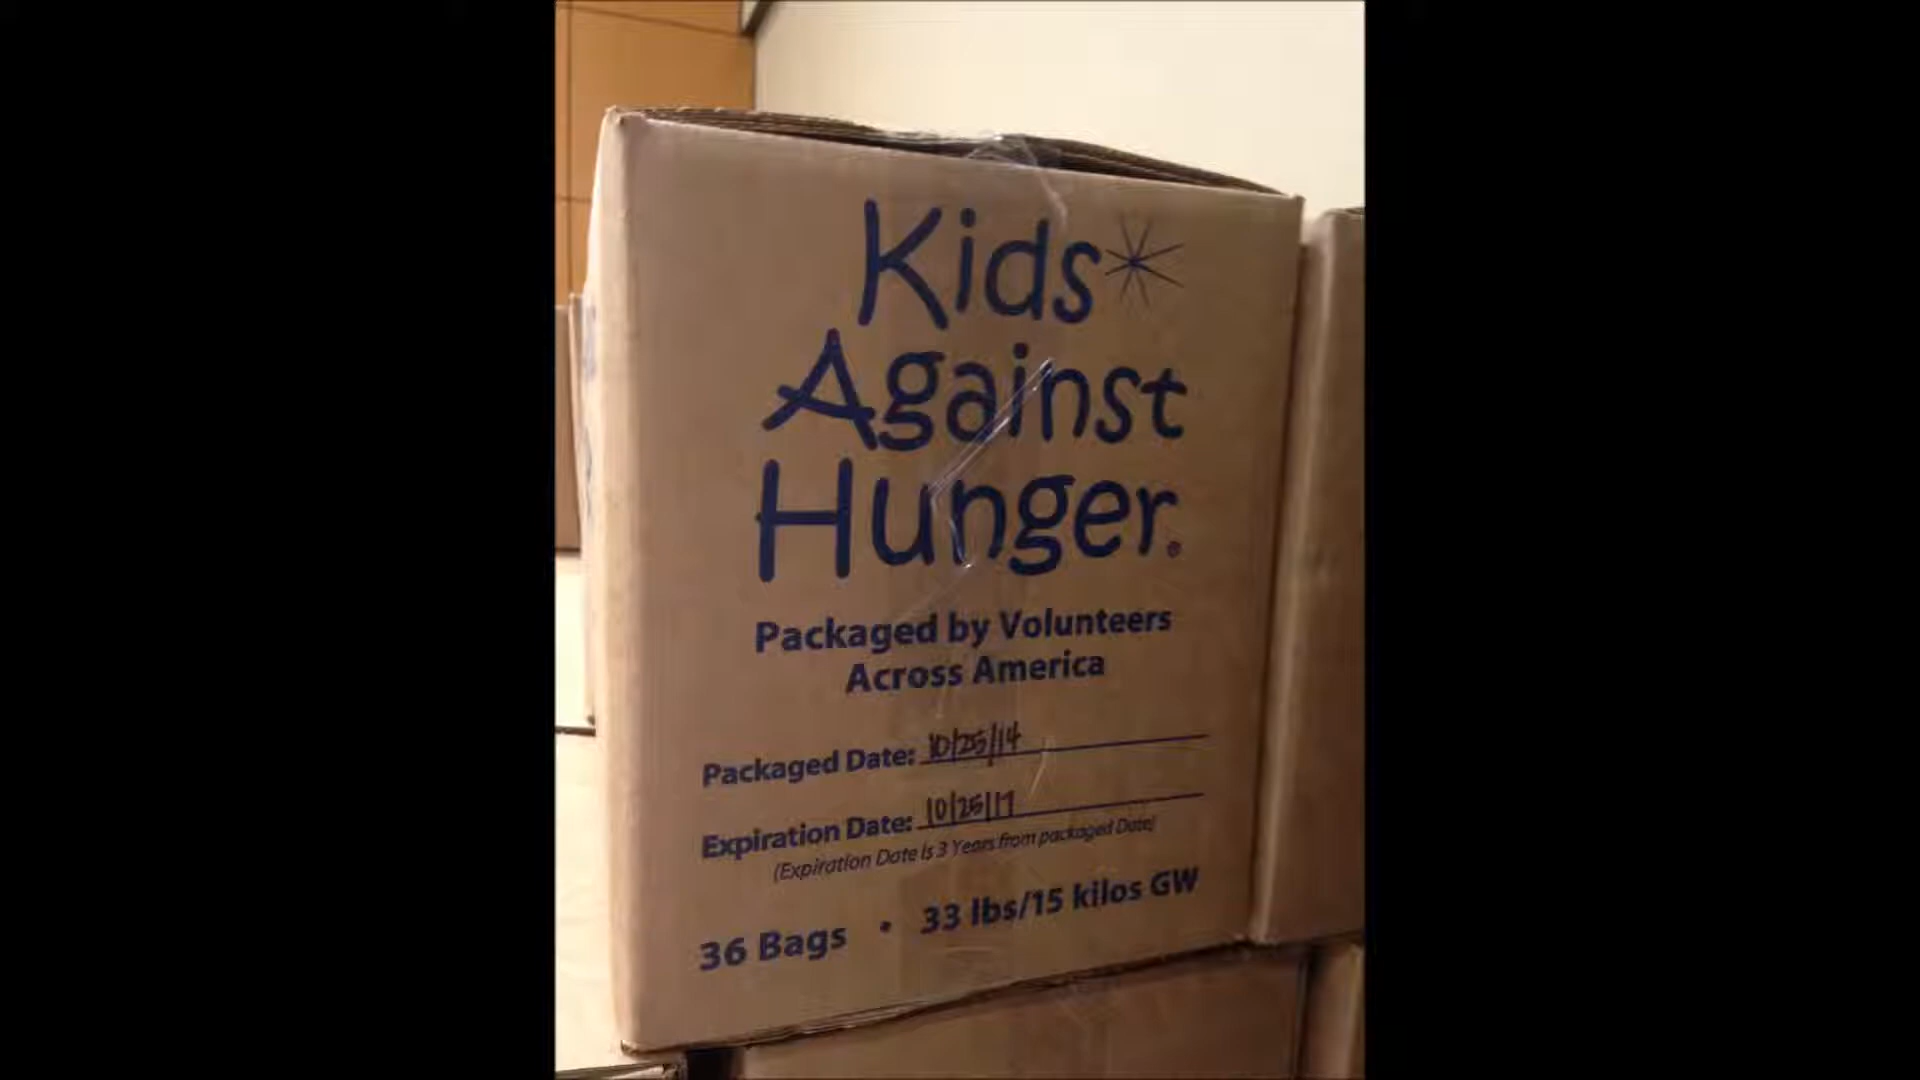 Kids
Against
Hunger®
Packaged by Volunteers
Across America
Packaged Date: 10/25/14
Expiration Date: 10/25/17
(Expiration Date is 3 Years from packaged Date)
36 Bags • 33 lbs/15 kilos GW